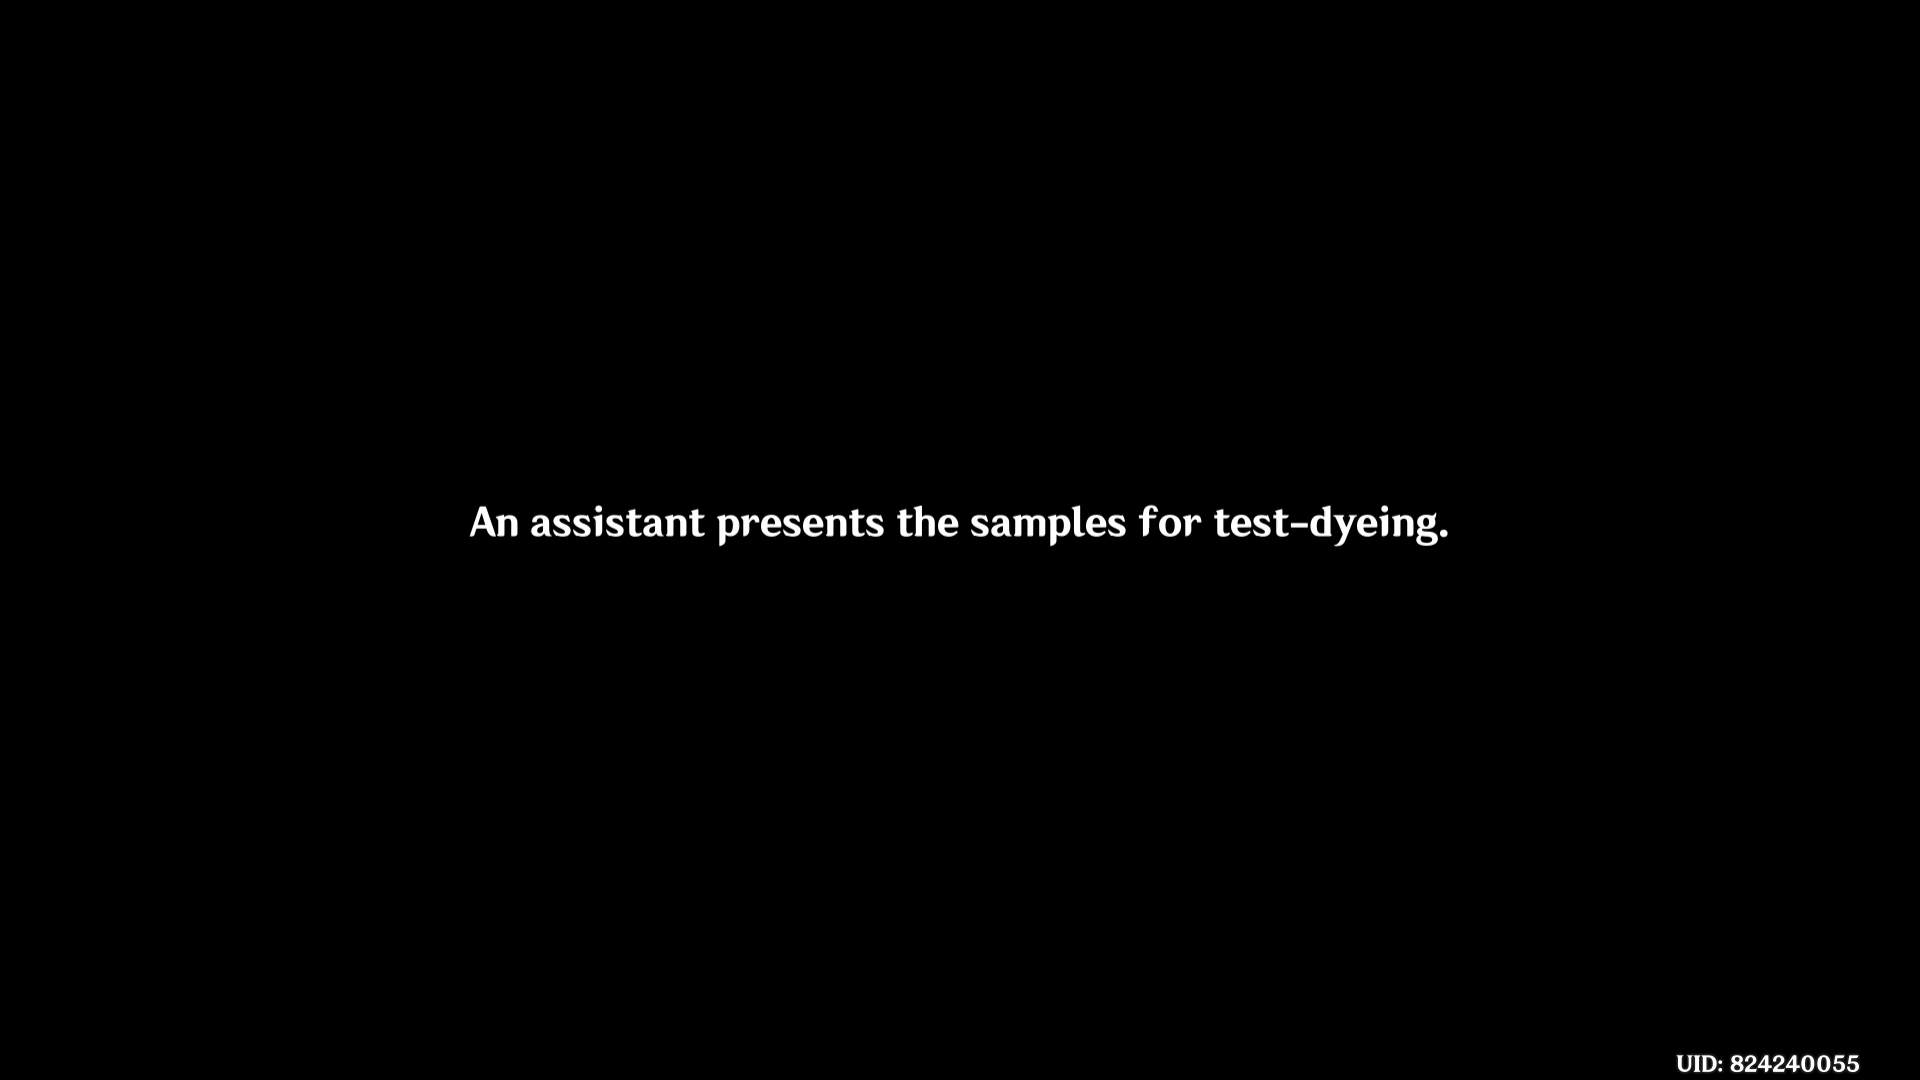 An assistant presents the samples for test-dyeing.
UID: 824240055